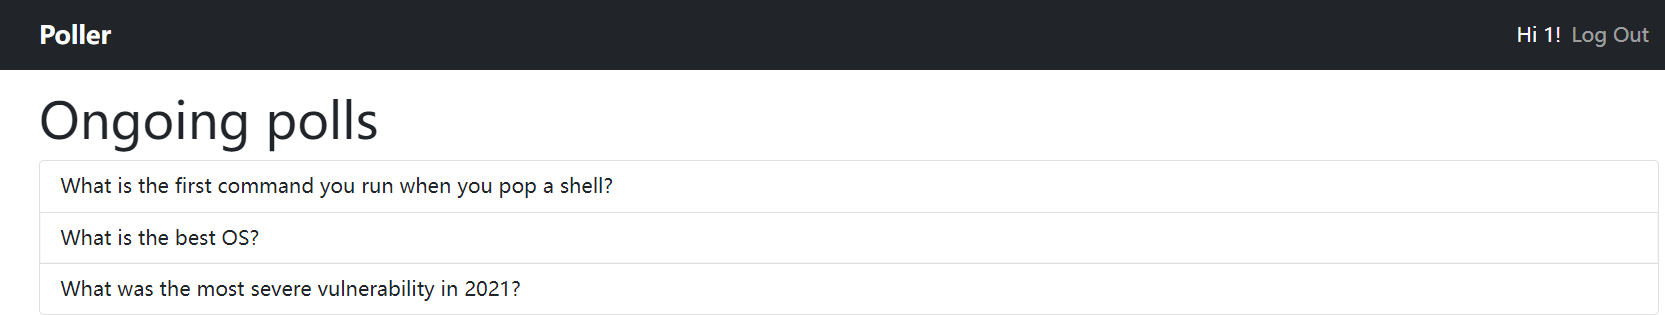 Poller
Hi 1! Log Out
Ongoing polls
What is the first command you run when you pop a shell?
What is the best OS?
What was the most severe vulnerability in 2021?